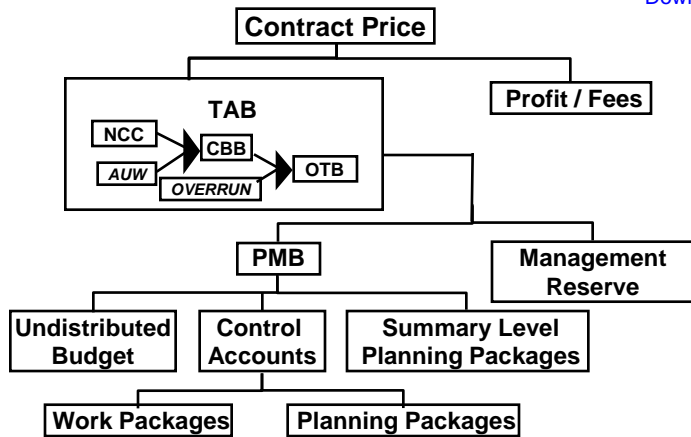 Contract Price
TAB
NCC
CBB
AUW
OTB
OVERRUN
Profit / Fees
PMB
Management
Reserve
Undistributed
Budget
Control
Accounts
Summary Level
Planning Packages
Work Packages
Planning Packages